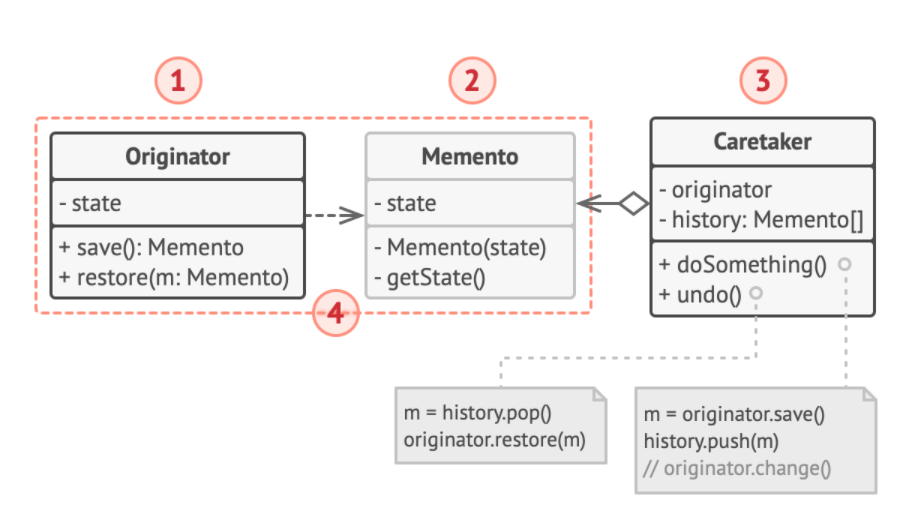 1
2
3
Originator
- state
+ save(): Memento
+ restore(m: Memento)
Memento
- state
- Memento(state)
- getState()
Caretaker
- originator
- history: Memento[]
+ doSomething()
+ undo()
4
m = history.pop()
originator.restore(m)
m = originator.save()
history.push(m)
// originator.change()